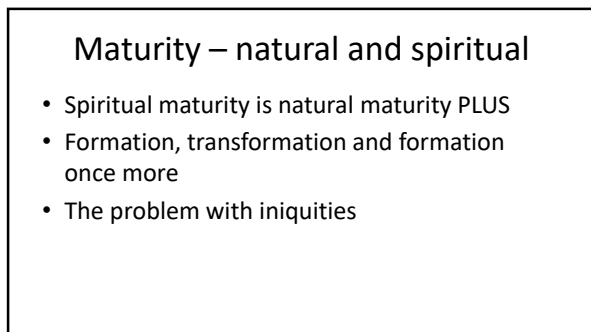 Maturity – natural and spiritual
• Spiritual maturity is natural maturity PLUS
• Formation, transformation and formation
once more
• The problem with iniquities